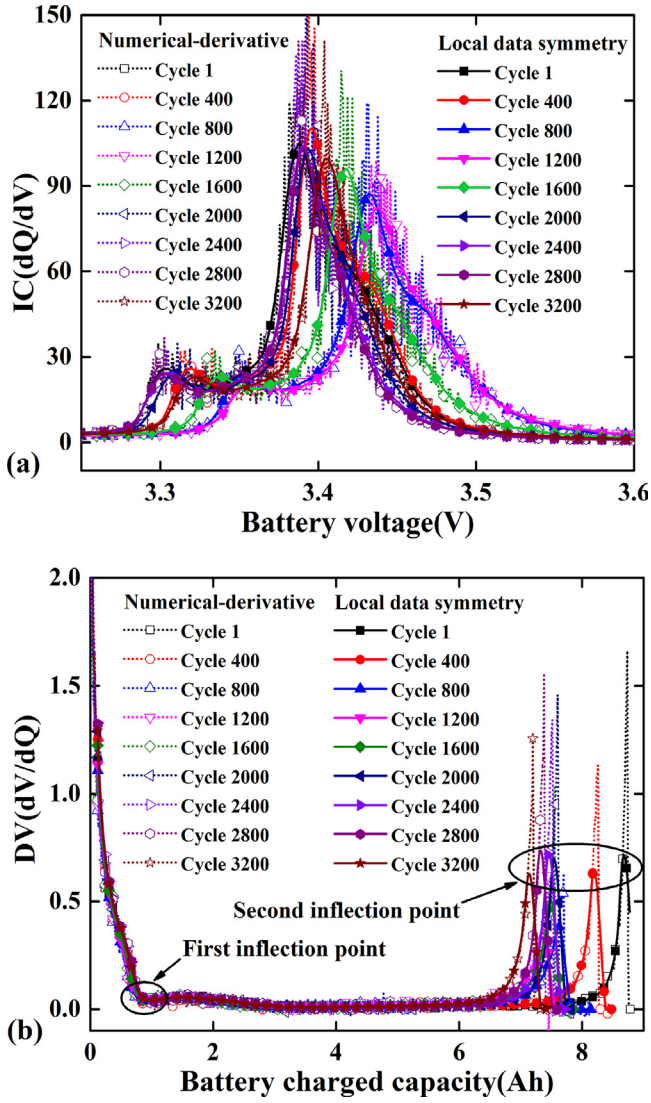 150
120
90
60
30
0
IC(dQ/dV)
Numerical-derivative
Cycle 1
Cycle 400
Cycle 800
Cycle 1200
Cycle 1600
Cycle 2000
Cycle 2400
Cycle 2800
Cycle 3200
Local data symmetry
Cycle 1
Cycle 400
Cycle 800
Cycle 1200
Cycle 1600
Cycle 2000
Cycle 2400
Cycle 2800
Cycle 3200
3.3 3.4 3.5 3.6
(a) Battery voltage(V)
2.0
1.5
1.0
0.5
0.0
DV(dV/dQ)
Numerical-derivative
Cycle 1
Cycle 400
Cycle 800
Cycle 1200
Cycle 1600
Cycle 2000
Cycle 2400
Cycle 2800
Cycle 3200
Local data symmetry
Cycle 1
Cycle 400
Cycle 800
Cycle 1200
Cycle 1600
Cycle 2000
Cycle 2400
Cycle 2800
Cycle 3200
Second inflection point
First inflection point
0 2 4 6 8
(b) Battery charged capacity(Ah)